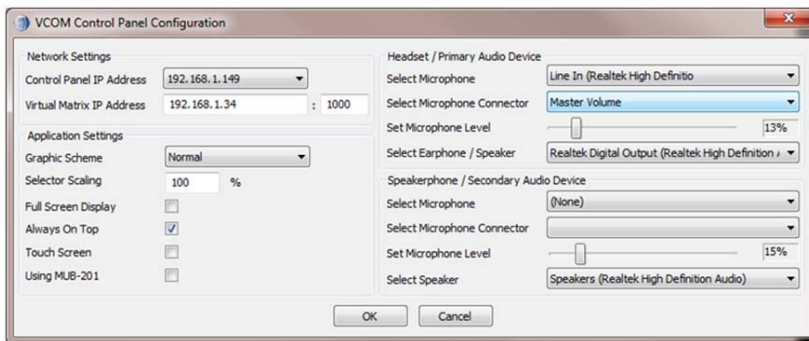 VCOM Control Panel Configuration
Network Settings
Control Panel IP Address 192.168.1.149
Virtual Matrix IP Address 192.168.1.34 : 1000
Application Settings
Graphic Scheme Normal
Selector Scaling 100 %
Full Screen Display
Always On Top
Touch Screen
Using MUB-201
Headset / Primary Audio Device
Select Microphone Line In (Realtek High Definitio
Select Microphone Connector Master Volume
Set Microphone Level 13%
Select Earphone / Speaker Realtek Digital Output (Realtek High Definition A
Speakerphone / Secondary Audio Device
Select Microphone (None)
Select Microphone Connector
Set Microphone Level 15%
Select Speaker Speakers (Realtek High Definition Audio)
OK Cancel